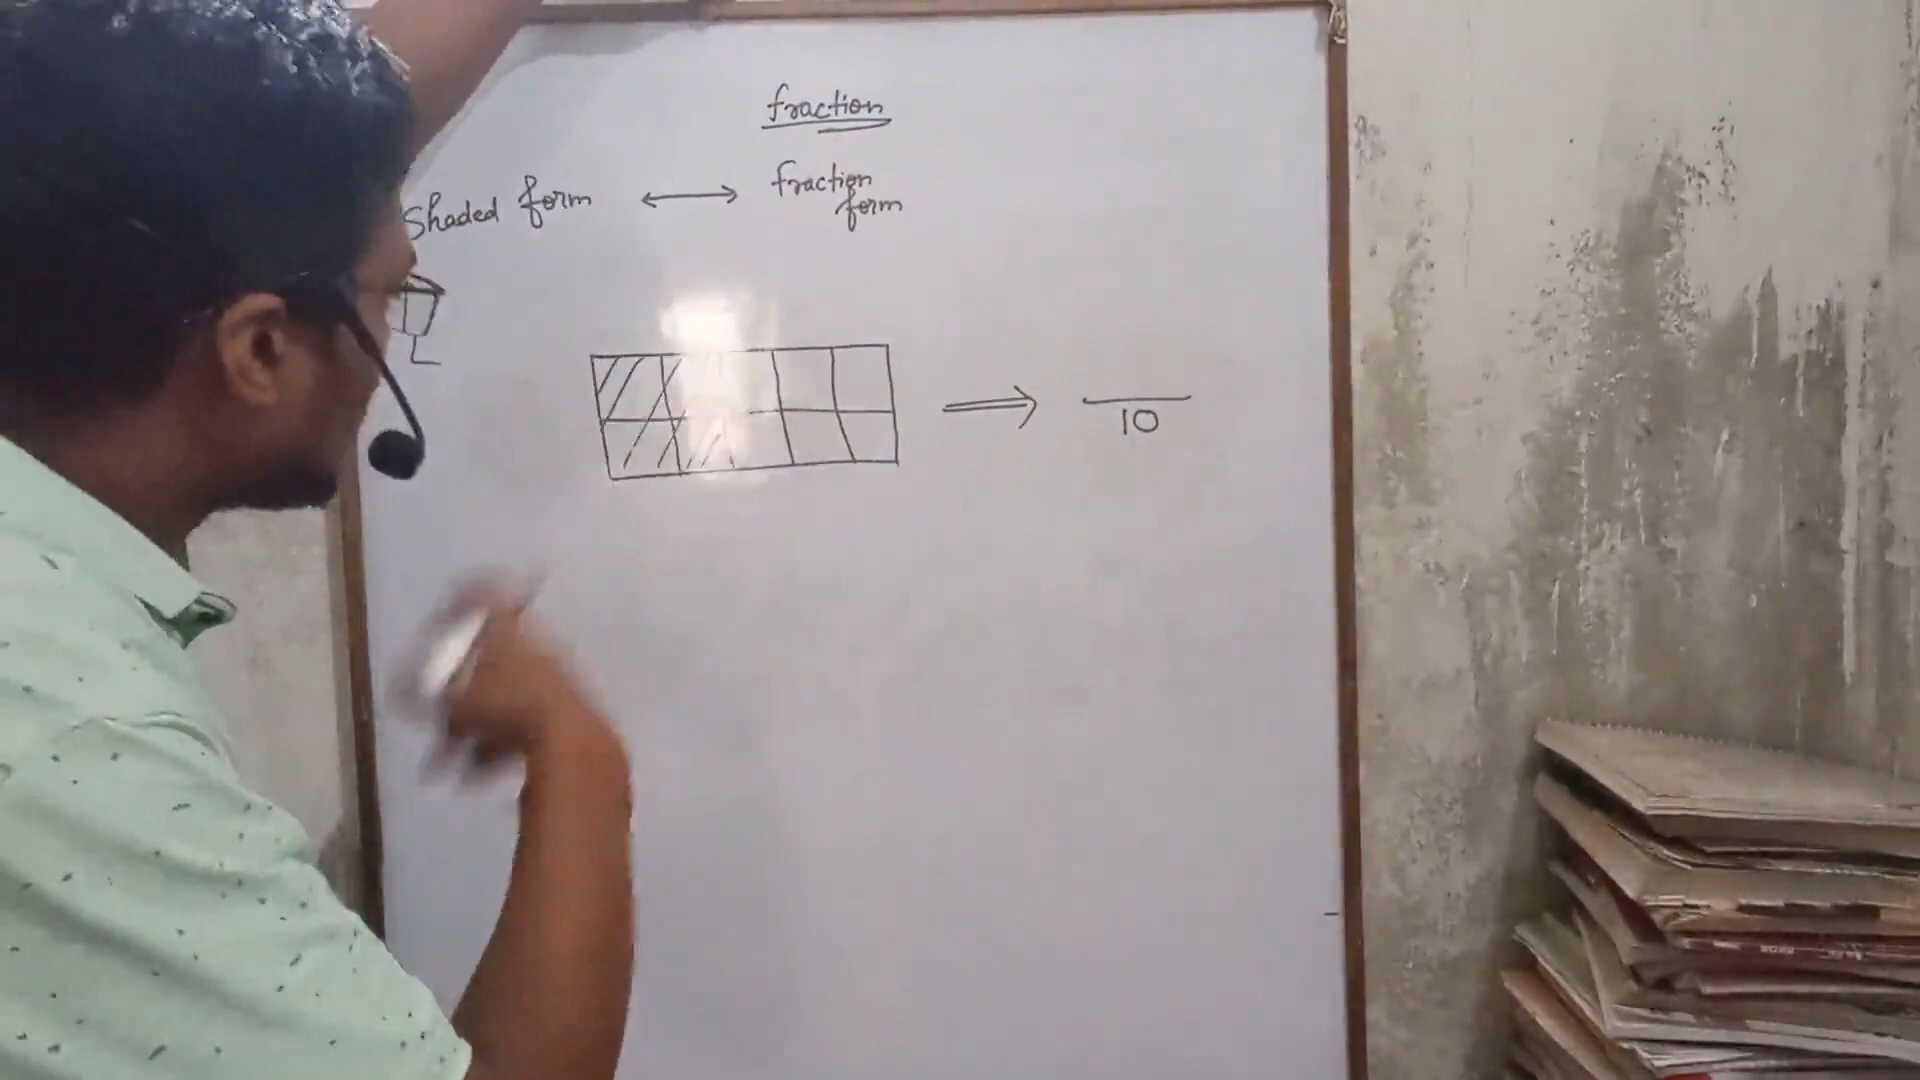 fraction
Shaded form ⟷ fraction
form
⟹ 10